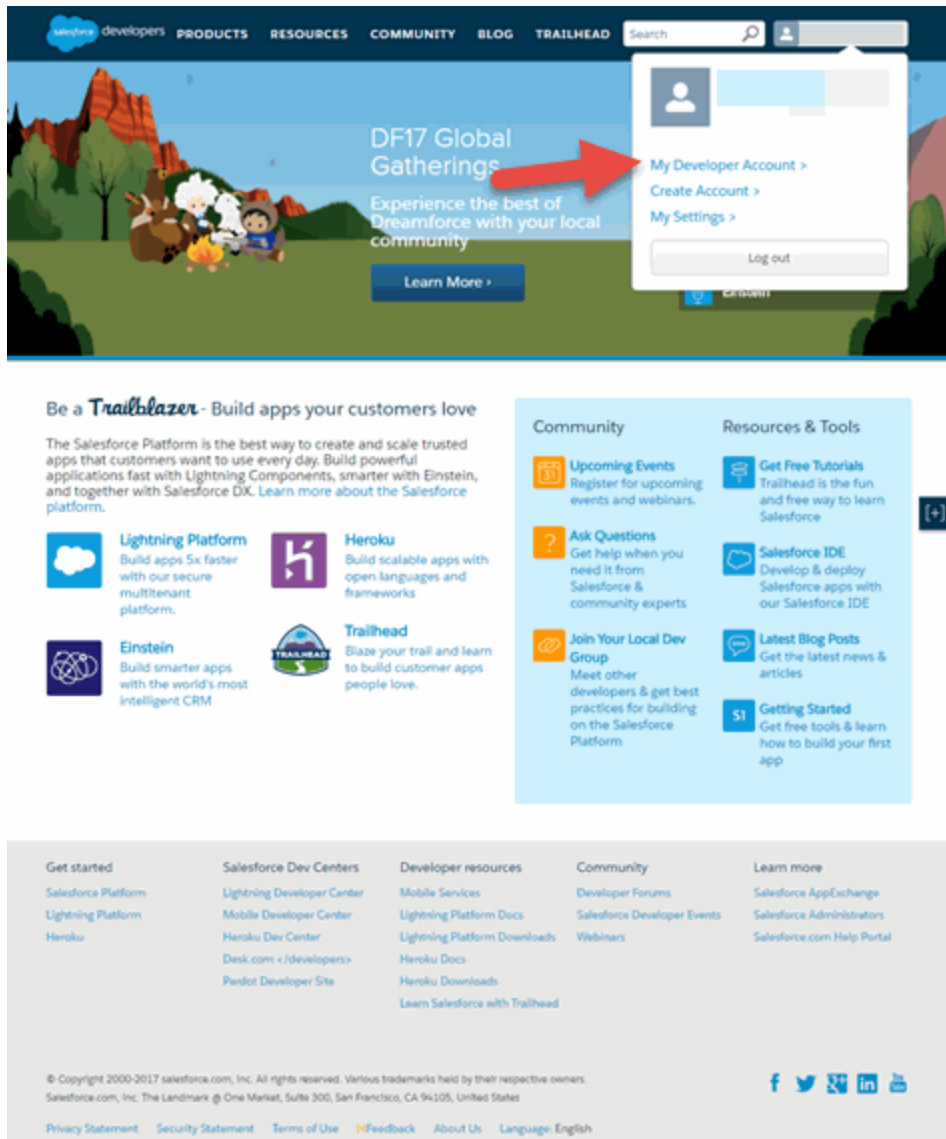 salesforce developers PRODUCTS RESOURCES COMMUNITY BLOG TRAILHEAD Search
My Developer Account >
Create Account >
My Settings >
Log out
DF17 Global
Gatherings
Experience the best of
Dreamforce with your local
community
Learn More ›
Einstein
Be a Trailblazer - Build apps your customers love
The Salesforce Platform is the best way to create and scale trusted
apps that customers want to use every day. Build powerful
applications fast with Lightning Components, smarter with Einstein,
and together with Salesforce DX. Learn more about the Salesforce
platform.
Lightning Platform
Build apps 5x faster
with our secure
multitenant
platform.
Heroku
Build scalable apps with
open languages and
frameworks
Einstein
Build smarter apps
with the world's most
intelligent CRM
Trailhead
TRAILHEAD
Blaze your trail and learn
to build customer apps
people love.
Community
Upcoming Events
Register for upcoming
events and webinars.
Ask Questions
Get help when you
need it from
Salesforce &
community experts
Join Your Local Dev
Group
Meet other
developers & get best
practices for building
on the Salesforce
Platform
Resources & Tools
Get Free Tutorials
Trailhead is the fun
and free way to learn
Salesforce
Salesforce IDE
Develop & deploy
Salesforce apps with
our Salesforce IDE
Latest Blog Posts
Get the latest news &
articles
S1
Getting Started
Get free tools & learn
how to build your first
app
[+]
Get started
Salesforce Platform
Lightning Platform
Heroku
Salesforce Dev Centers
Lightning Developer Center
Mobile Developer Center
Heroku Dev Center
Desk.com </developers>
Pardot Developer Site
Developer resources
Mobile Services
Lightning Platform Docs
Lightning Platform Downloads
Heroku Docs
Heroku Downloads
Learn Salesforce with Trailhead
Community
Developer Forums
Salesforce Developer Events
Webinars
Learn more
Salesforce AppExchange
Salesforce Administrators
Salesforce.com Help Portal
© Copyright 2000-2017 salesforce.com, inc. All rights reserved. Various trademarks held by their respective owners.
Salesforce.com, Inc. The Landmark @ One Market, Suite 300, San Francisco, CA 94105, United States
Privacy Statement Security Statement Terms of Use Feedback About Us Language: English